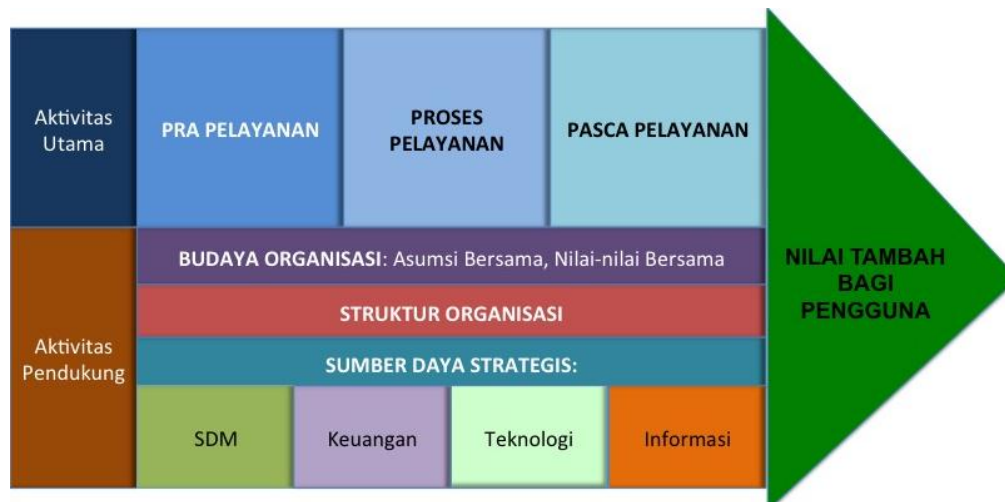 Aktivitas
Utama
PRA PELAYANAN
PROSES
PELAYANAN
PASCA PELAYANAN
BUDAYA ORGANISASI: Asumsi Bersama, Nilai-nilai Bersama
NILAI TAMBAH
BAGI
PENGGUNA
STRUKTUR ORGANISASI
Aktivitas
Pendukung
SUMBER DAYA STRATEGIS:
SDM
Keuangan
Teknologi
Informasi